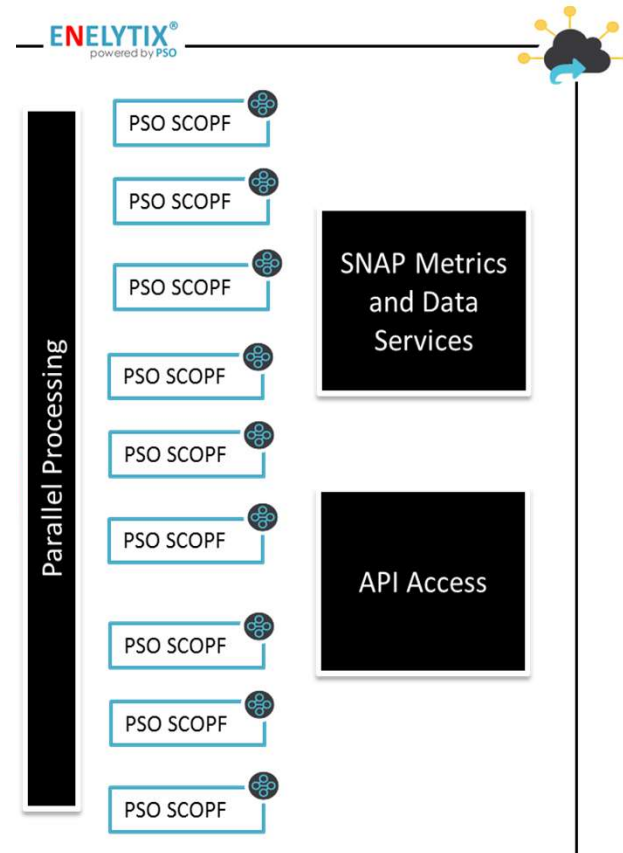 ENELYTIX®
powered by PSO
Parallel Processing
PSO SCOPF
PSO SCOPF
PSO SCOPF
PSO SCOPF
PSO SCOPF
PSO SCOPF
PSO SCOPF
PSO SCOPF
PSO SCOPF
SNAP Metrics
and Data
Services
API Access